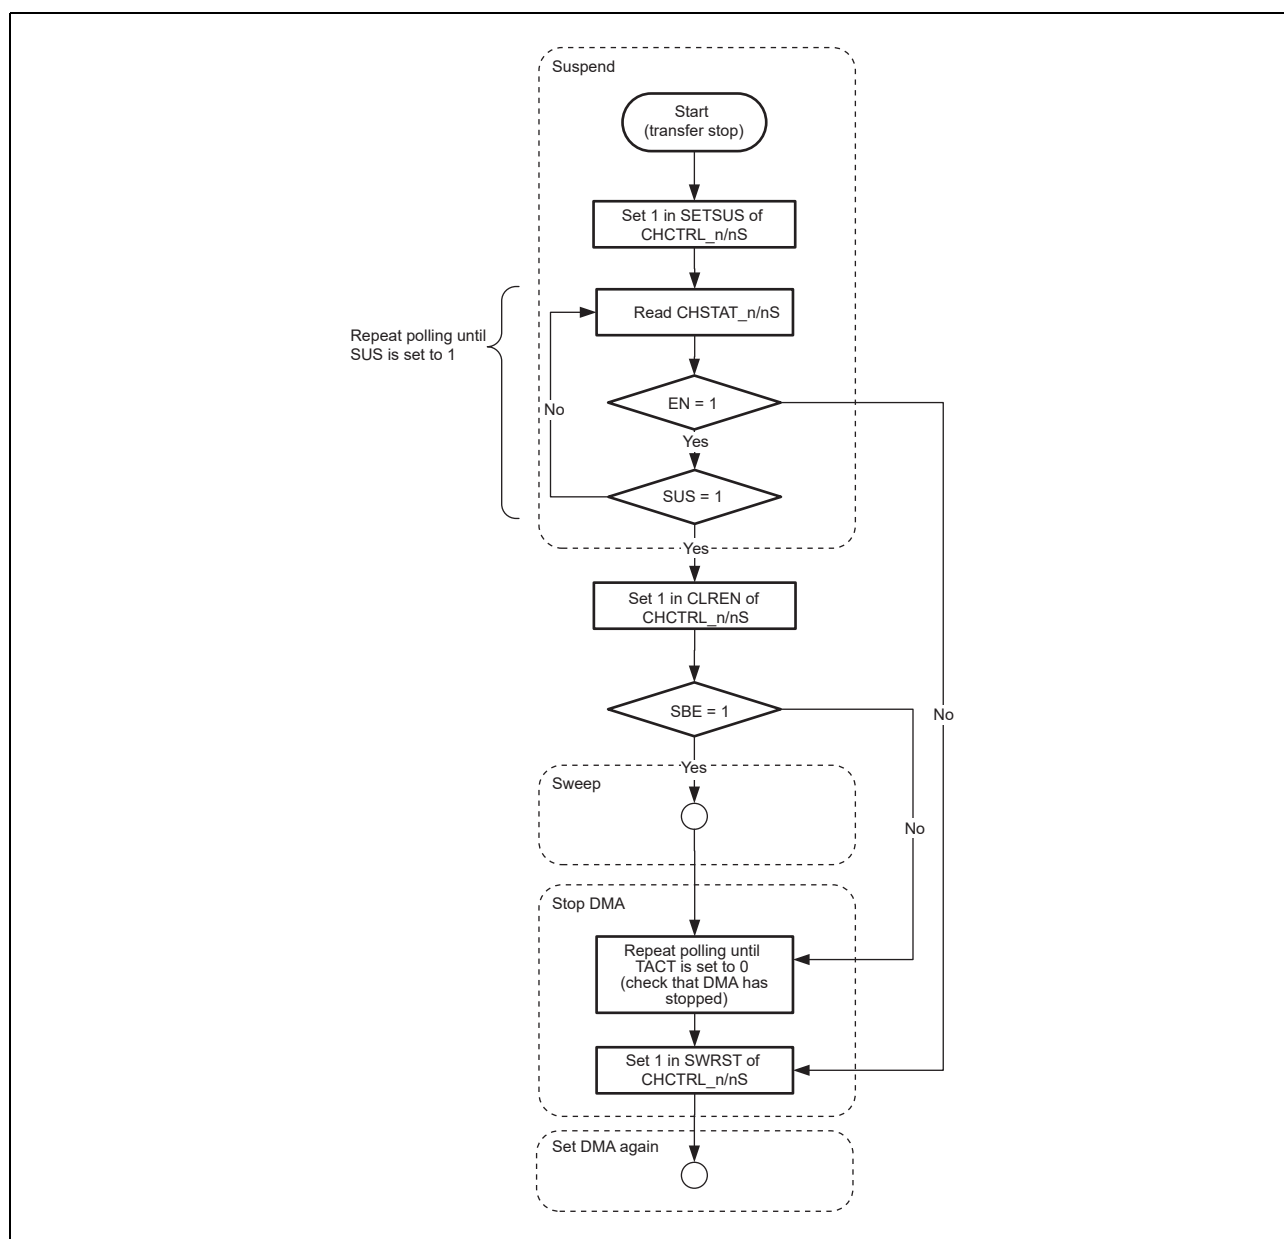 Suspend
Start
(transfer stop)
Set 1 in SETSUS of
CHCTRL_n/nS
Read CHSTAT_n/nS
Repeat polling until
SUS is set to 1
EN = 1
No
Yes
SUS = 1
Yes
Set 1 in CLREN of
CHCTRL_n/nS
SBE = 1
No
Yes
Sweep
No
Stop DMA
Repeat polling until
TACT is set to 0
(check that DMA has
stopped)
Set 1 in SWRST of
CHCTRL_n/nS
Set DMA again